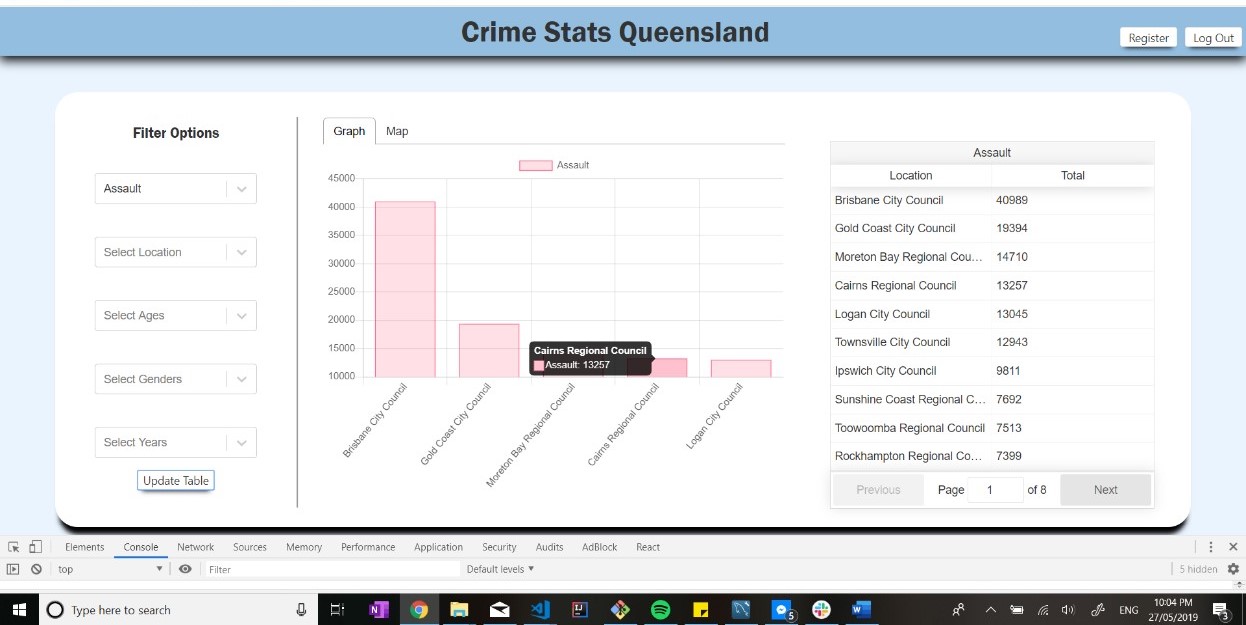 Crime Stats Queensland
Register
Log Out
Filter Options
Assault
Select Location
Select Ages
Select Genders
Select Years
Update Table
Graph
Map
Assault
45000
40000
35000
30000
25000
20000
15000
10000
Cairns Regional Council
Assault: 13257
Brisbane City Council
Gold Coast City Council
Moreton Bay Regional Council
Cairns Regional Council
Logan City Council
Assault
Location Total
Brisbane City Council 40989
Gold Coast City Council 19394
Moreton Bay Regional Cou... 14710
Cairns Regional Council 13257
Logan City Council 13045
Townsville City Council 12943
Ipswich City Council 9811
Sunshine Coast Regional C... 7692
Toowoomba Regional Council 7513
Rockhampton Regional Co... 7399
Previous Page 1 of 8 Next
Elements Console Network Sources Memory Performance Application Security Audits AdBlock React
top Filter Default levels 5 hidden
Type here to search
N
IJ
5
W
ENG
10:04 PM
27/05/2019
3